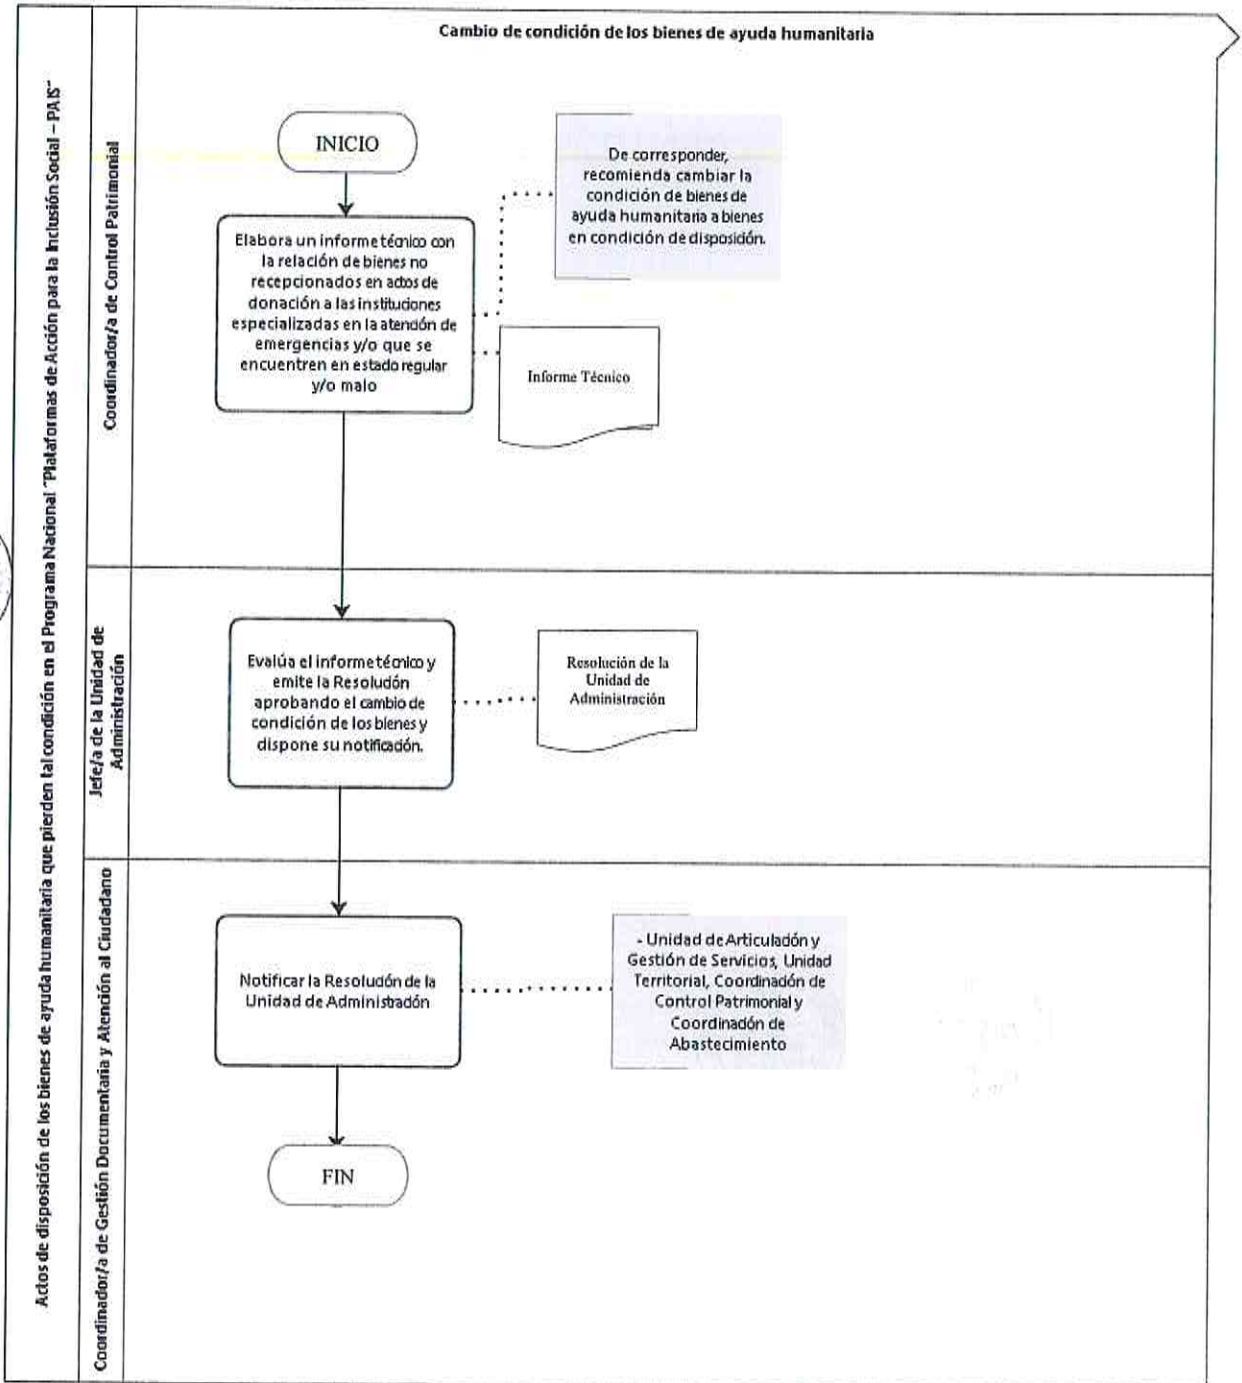 Cambio de condición de los bienes de ayuda humanitaria
Actos de disposición de los bienes de ayuda humanitaria que pierden tal condición en el Programa Nacional "Plataformas de Acción para la Inclusión Social – PAIS"
Coordinador/a de Control Patrimonial
INICIO
De corresponder,
recomienda cambiar la
condición de bienes de
ayuda humanitaria a bienes
en condición de disposición.
Elabora un informe técnico con
la relación de bienes no
recepcionados en actos de
donación a las instituciones
especializadas en la atención de
emergencias y/o que se
encuentren en estado regular
y/o malo
Informe Técnico
Jefe/a de la Unidad de
Administración
Evalúa el informe técnico y
emite la Resolución
aprobando el cambio de
condición de los bienes y
dispone su notificación.
Resolución de la
Unidad de
Administración
Coordinador/a de Gestión Documentaria y Atención al Ciudadano
Notificar la Resolución de la
Unidad de Administración
- Unidad de Articulación y
Gestión de Servicios, Unidad
Territorial, Coordinación de
Control Patrimonial y
Coordinación de
Abastecimiento
FIN